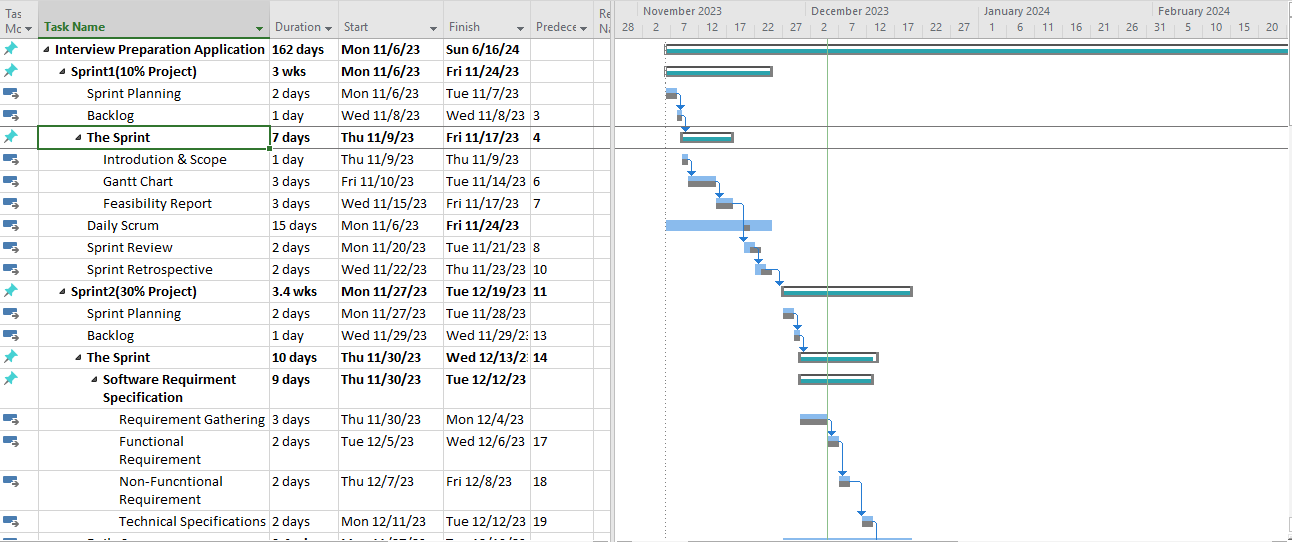 Tas Mc Task Name Duration Start Finish Predece Re Na November 2023 December 2023 January 2024 February 2024
28 2 7 12 17 22 27 2 7 12 17 22 27 1 6 11 16 21 26 31 5 10 15 20
Interview Preparation Application 162 days Mon 11/6/23 Sun 6/16/24
Sprint1(10% Project) 3 wks Mon 11/6/23 Fri 11/24/23
Sprint Planning 2 days Mon 11/6/23 Tue 11/7/23
Backlog 1 day Wed 11/8/23 Wed 11/8/23 3
The Sprint 7 days Thu 11/9/23 Fri 11/17/23 4
Introdution & Scope 1 day Thu 11/9/23 Thu 11/9/23
Gantt Chart 3 days Fri 11/10/23 Tue 11/14/23 6
Feasibility Report 3 days Wed 11/15/23 Fri 11/17/23 7
Daily Scrum 15 days Mon 11/6/23 Fri 11/24/23
Sprint Review 2 days Mon 11/20/23 Tue 11/21/23 8
Sprint Retrospective 2 days Wed 11/22/23 Thu 11/23/23 10
Sprint2(30% Project) 3.4 wks Mon 11/27/23 Tue 12/19/23 11
Sprint Planning 2 days Mon 11/27/23 Tue 11/28/23
Backlog 1 day Wed 11/29/23 Wed 11/29/23 13
The Sprint 10 days Thu 11/30/23 Wed 12/13/23 14
Software Requirment 9 days Thu 11/30/23 Tue 12/12/23
Specification
Requirement Gathering 3 days Thu 11/30/23 Mon 12/4/23
Functional 2 days Tue 12/5/23 Wed 12/6/23 17
Requirement
Non-Funcntional 2 days Thu 12/7/23 Fri 12/8/23 18
Requirement
Technical Specifications 2 days Mon 12/11/23 Tue 12/12/23 19